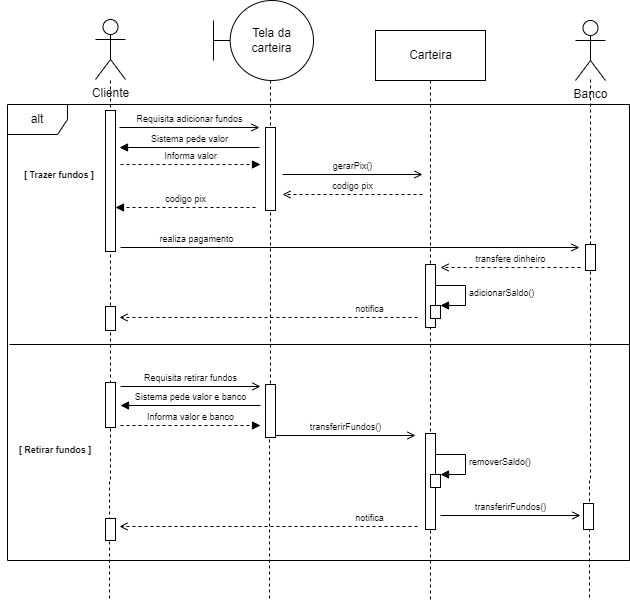 Tela da
carteira
Carteira
Cliente
Banco
alt
Requisita adicionar fundos
Sistema pede valor
Informa valor
[ Trazer fundos ]
gerarPix()
codigo pix
codigo pix
realiza pagamento
transfere dinheiro
adicionarSaldo()
notifica
Requisita retirar fundos
Sistema pede valor e banco
Informa valor e banco
transferirFundos()
[ Retirar fundos ]
removerSaldo()
transferirFundos()
notifica